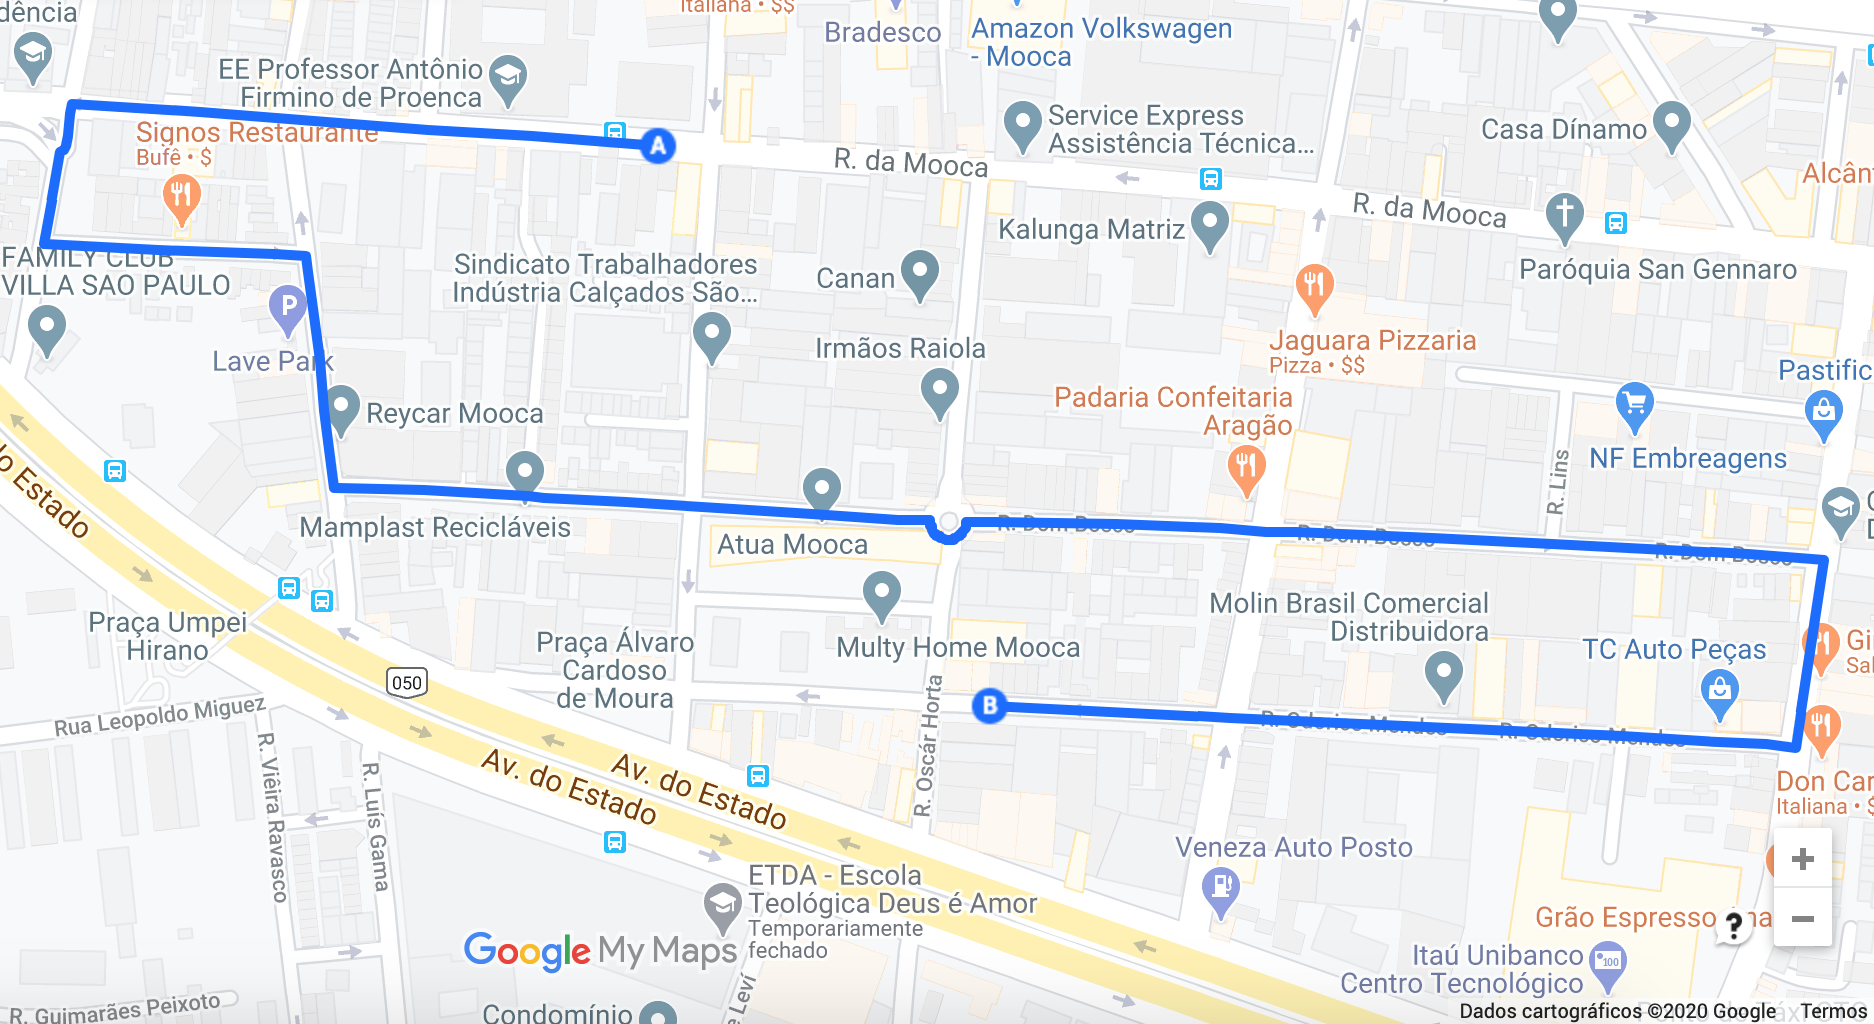 dência
Italiana • $$
Bradesco
Amazon Volkswagen
- Mooca
EE Professor Antônio
Firmino de Proenca
Signos Restaurante
Bufê • $
A
R. da Mooca
Service Express
Assistência Técnica...
Casa Dínamo
Alcânt
R. da Mooca
Kalunga Matriz
Paróquia San Gennaro
FAMILY CLUB
VILLA SAO PAULO
Sindicato Trabalhadores
Indústria Calçados São...
Canan
P
Lave Park
Irmãos Raiola
Jaguara Pizzaria
Pizza • $$
Pastific
Reycar Mooca
Padaria Confeitaria
Aragão
NF Embreagens
R. Lins
do Estado
Mamplast Recicláveis
Atua Mooca
R. Dom Bosco
R. Dom Bosco
R. Dom Bosco
Praça Umpei
Hirano
Praça Álvaro
Cardoso
de Moura
Multy Home Mooca
Molin Brasil Comercial
Distribuidora
TC Auto Peças
Gi
Sal
050
B
Rua Leopoldo Miguez
R. Oscár Horta
R. Odorico Mendes
R. Odorico Mendes
Av. do Estado
Av. do Estado
R. Viêira Ravasco
R. Luís Gama
Don Car
Italiana • $
Veneza Auto Posto
ETDA - Escola
Teológica Deus é Amor
Temporariamente
fechado
Google My Maps
Grão Espresso
?
Itaú Unibanco
Centro Tecnológico
100
R. Guimarães Peixoto
Condomínio
e Leví
Dados cartográficos ©2020 Google
Termos